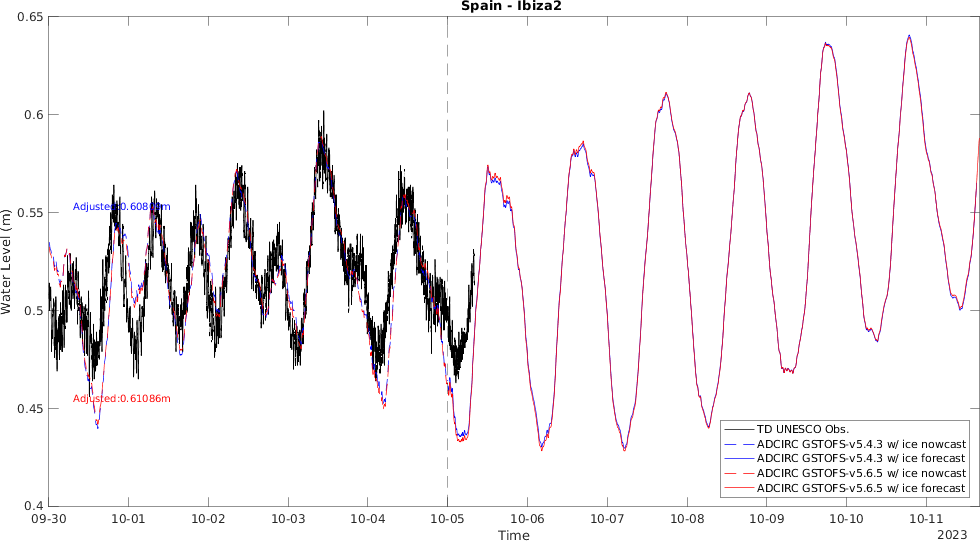 Spain - Ibiza2
0.65
0.6
0.55
0.5
0.45
0.4
Water Level (m)
Adjusted:0.6080 m
Adjusted:0.61086m
TD UNESCO Obs.
ADCIRC GSTOFS-v5.4.3 w/ ice nowcast
ADCIRC GSTOFS-v5.4.3 w/ ice forecast
ADCIRC GSTOFS-v5.6.5 w/ ice nowcast
ADCIRC GSTOFS-v5.6.5 w/ ice forecast
09-30 10-01 10-02 10-03 10-04 10-05 10-06 10-07 10-08 10-09 10-10 10-11
Time
2023